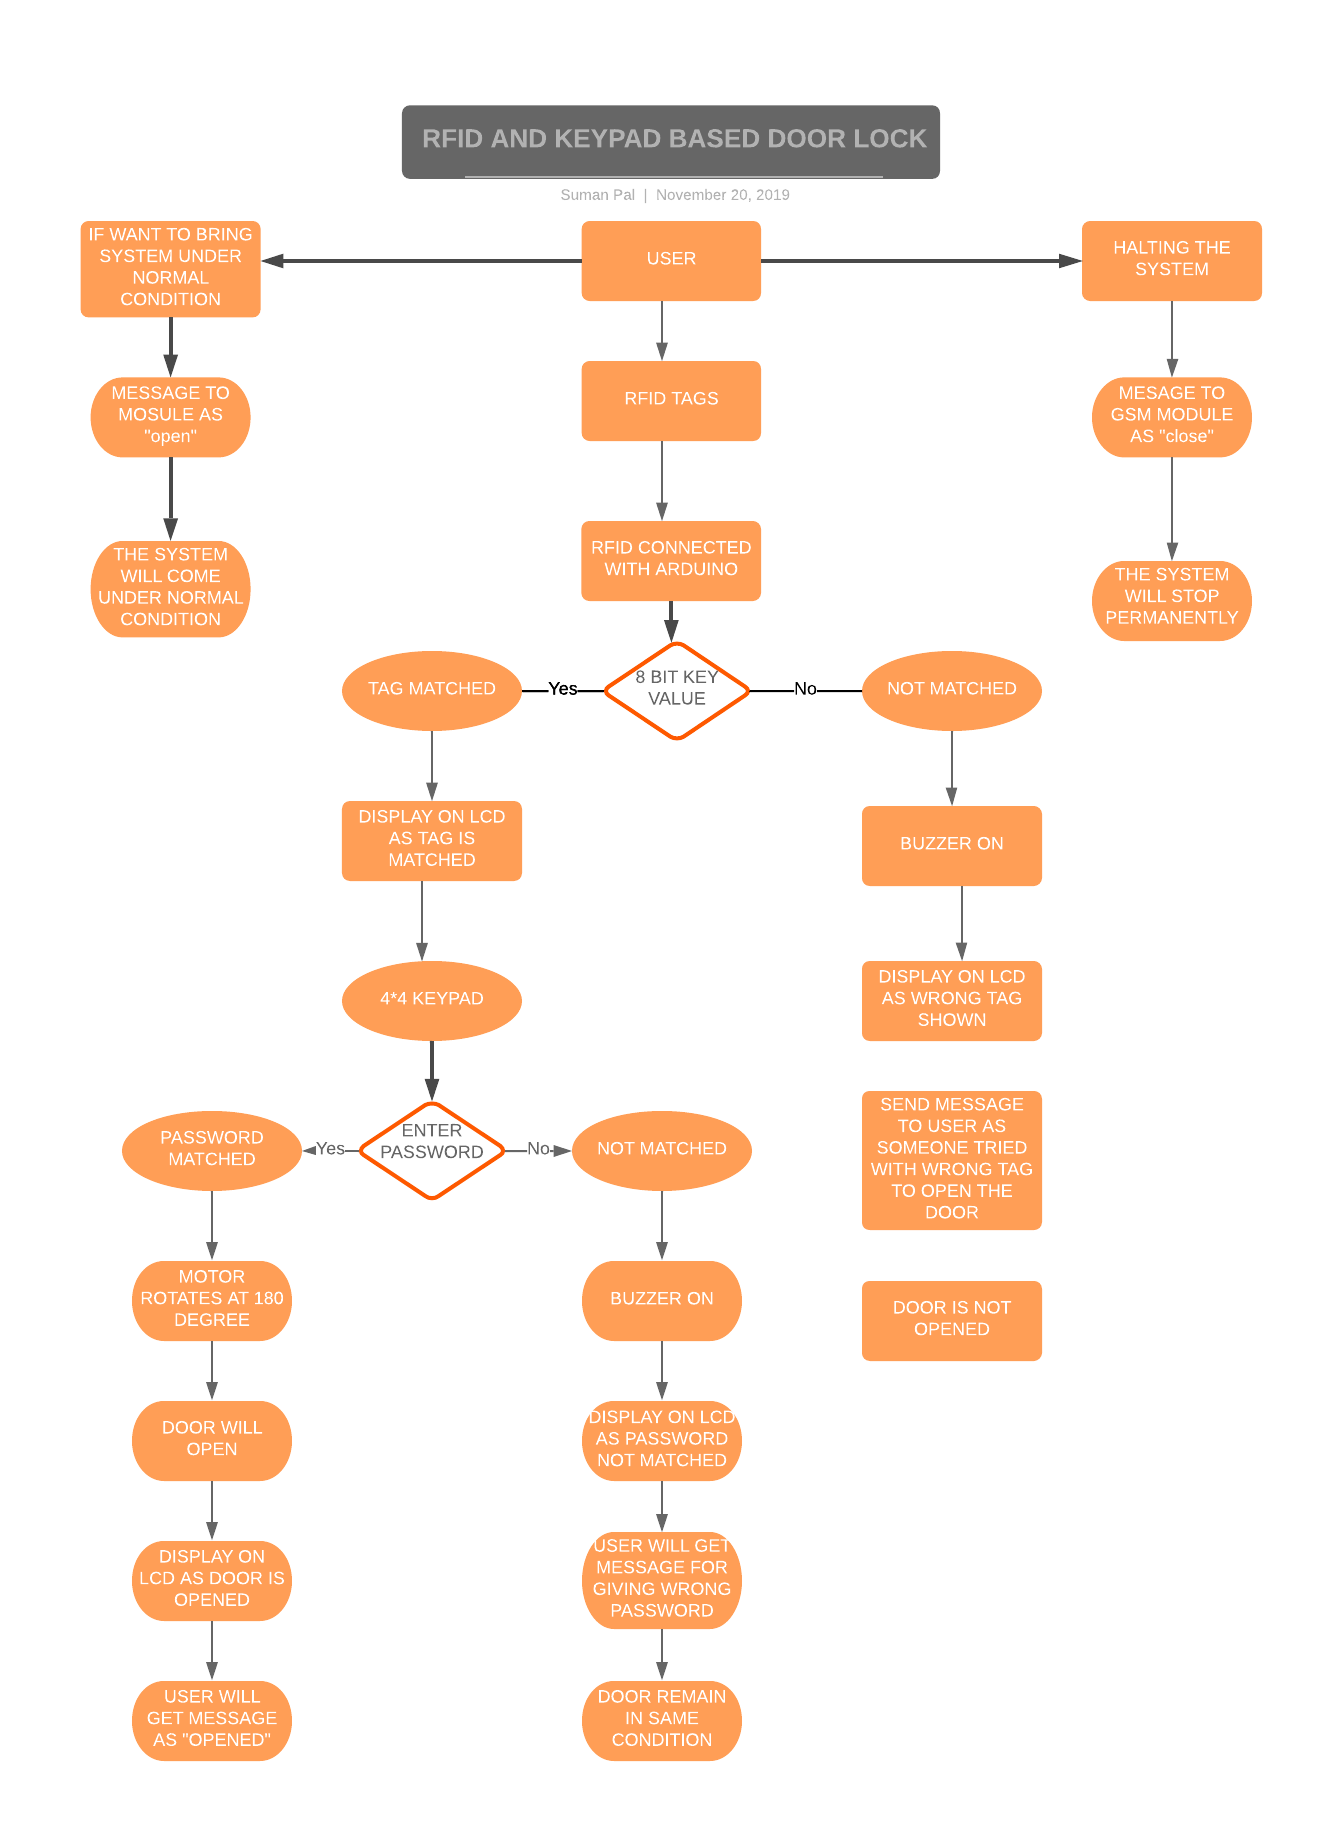 RFID AND KEYPAD BASED DOOR LOCK
Suman Pal | November 20, 2019
IF WANT TO BRING
SYSTEM UNDER
NORMAL
CONDITION
USER
HALTING THE
SYSTEM
MESSAGE TO
MOSULE AS
"open"
RFID TAGS
MESAGE TO
GSM MODULE
AS "close"
THE SYSTEM
WILL COME
UNDER NORMAL
CONDITION
RFID CONNECTED
WITH ARDUINO
THE SYSTEM
WILL STOP
PERMANENTLY
TAG MATCHED
Yes
8 BIT KEY
VALUE
No
NOT MATCHED
DISPLAY ON LCD
AS TAG IS
MATCHED
BUZZER ON
4*4 KEYPAD
DISPLAY ON LCD
AS WRONG TAG
SHOWN
PASSWORD
MATCHED
Yes
ENTER
PASSWORD
No
NOT MATCHED
SEND MESSAGE
TO USER AS
SOMEONE TRIED
WITH WRONG TAG
TO OPEN THE
DOOR
MOTOR
ROTATES AT 180
DEGREE
BUZZER ON
DOOR IS NOT
OPENED
DOOR WILL
OPEN
DISPLAY ON LCD
AS PASSWORD
NOT MATCHED
DISPLAY ON
LCD AS DOOR IS
OPENED
USER WILL GET
MESSAGE FOR
GIVING WRONG
PASSWORD
USER WILL
GET MESSAGE
AS "OPENED"
DOOR REMAIN
IN SAME
CONDITION